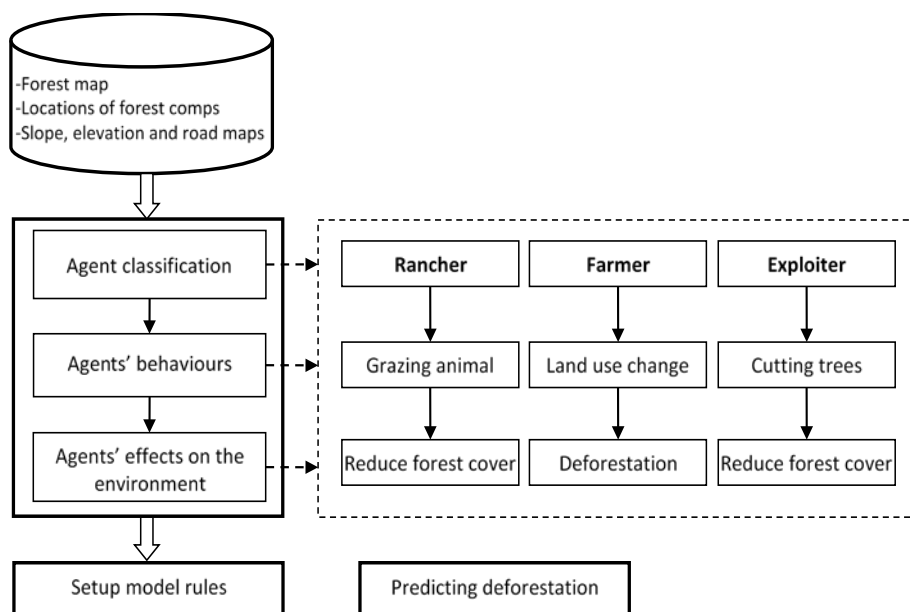 -Forest map
-Locations of forest comps
-Slope, elevation and road maps
Agent classification
Rancher
Farmer
Exploiter
Agents’ behaviours
Grazing animal
Land use change
Cutting trees
Agents’ effects on the
environment
Reduce forest cover
Deforestation
Reduce forest cover
Setup model rules
Predicting deforestation